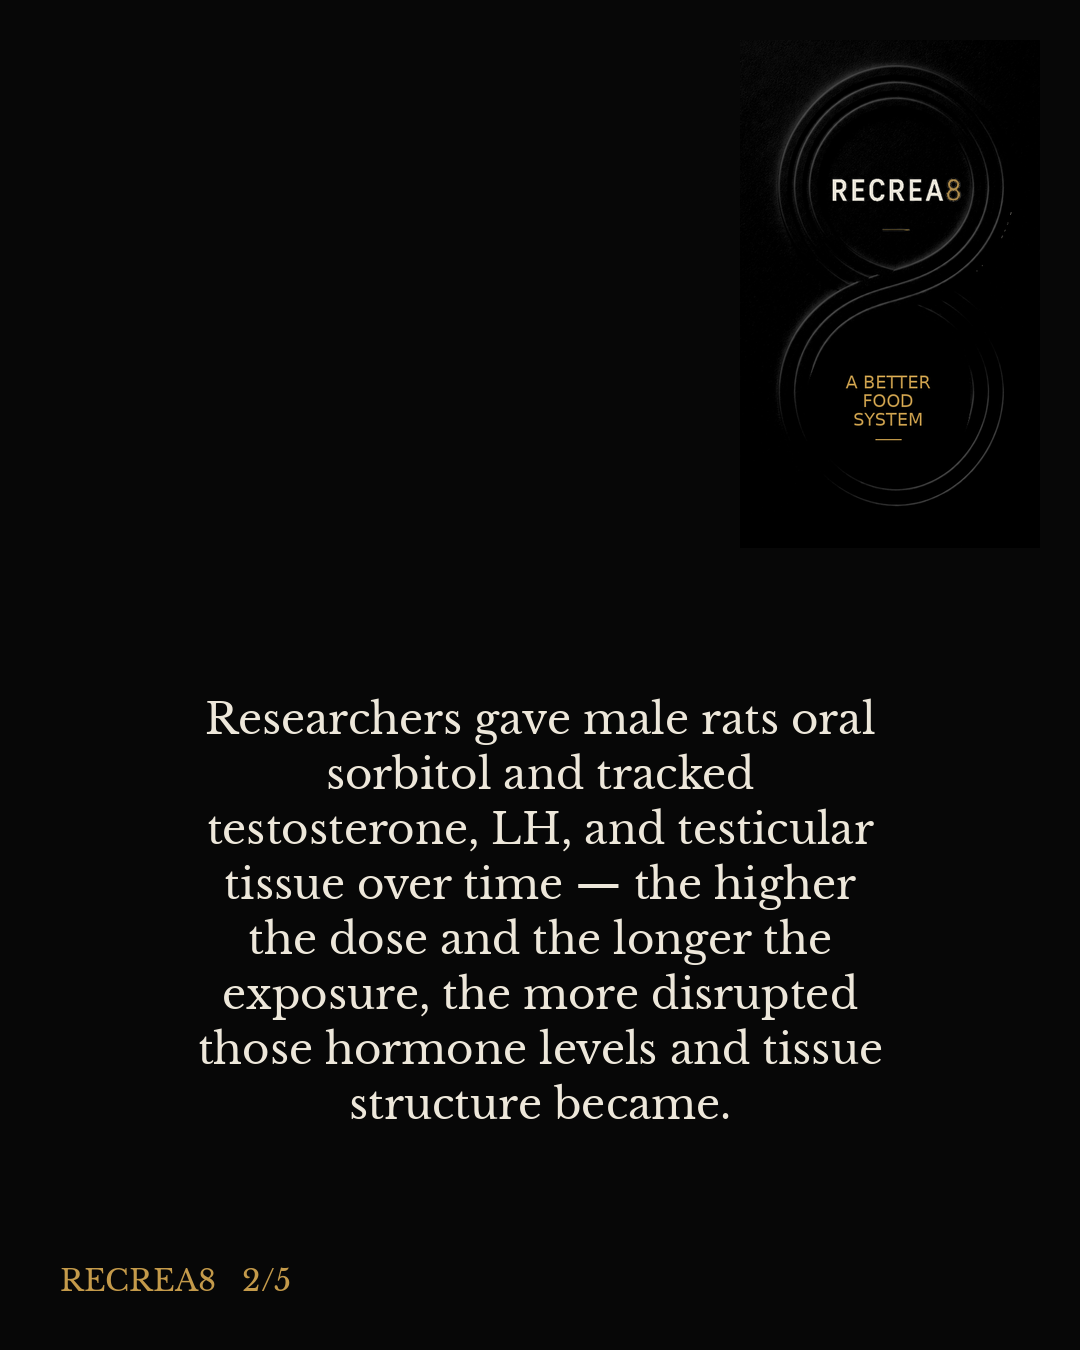 RECREA8
A BETTER
FOOD
SYSTEM
Researchers gave male rats oral
sorbitol and tracked
testosterone, LH, and testicular
tissue over time — the higher
the dose and the longer the
exposure, the more disrupted
those hormone levels and tissue
structure became.
RECREA8 2/5